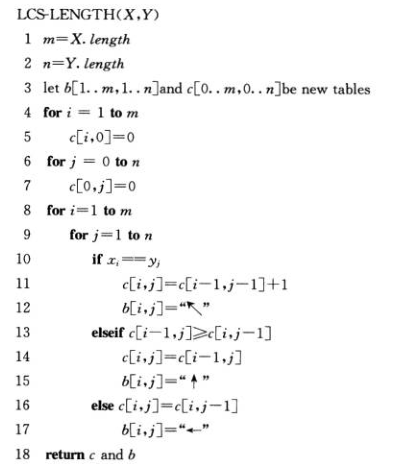 LCS-LENGTH(X,Y)
1 m=X.length
2 n=Y.length
3 let b[1..m,1..n]and c[0..m,0..n]be new tables
4 for i = 1 to m
5 c[i,0]=0
6 for j = 0 to n
7 c[0,j]=0
8 for i=1 to m
9 for j=1 to n
10 if xᵢ==yⱼ
11 c[i,j]=c[i-1,j-1]+1
12 b[i,j]="↖"
13 elseif c[i-1,j]⩾c[i,j-1]
14 c[i,j]=c[i-1,j]
15 b[i,j]="↑"
16 else c[i,j]=c[i,j-1]
17 b[i,j]="←"
18 return c and b